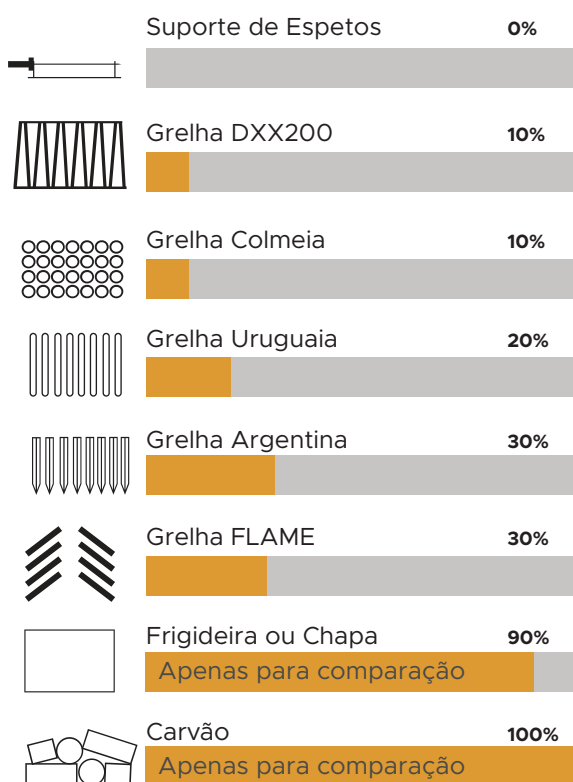 Suporte de Espetos 0%
Grelha DXX200 10%
Grelha Colmeia 10%
Grelha Uruguaia 20%
Grelha Argentina 30%
Grelha FLAME 30%
Frigideira ou Chapa 90%
Apenas para comparação
Carvão 100%
Apenas para comparação